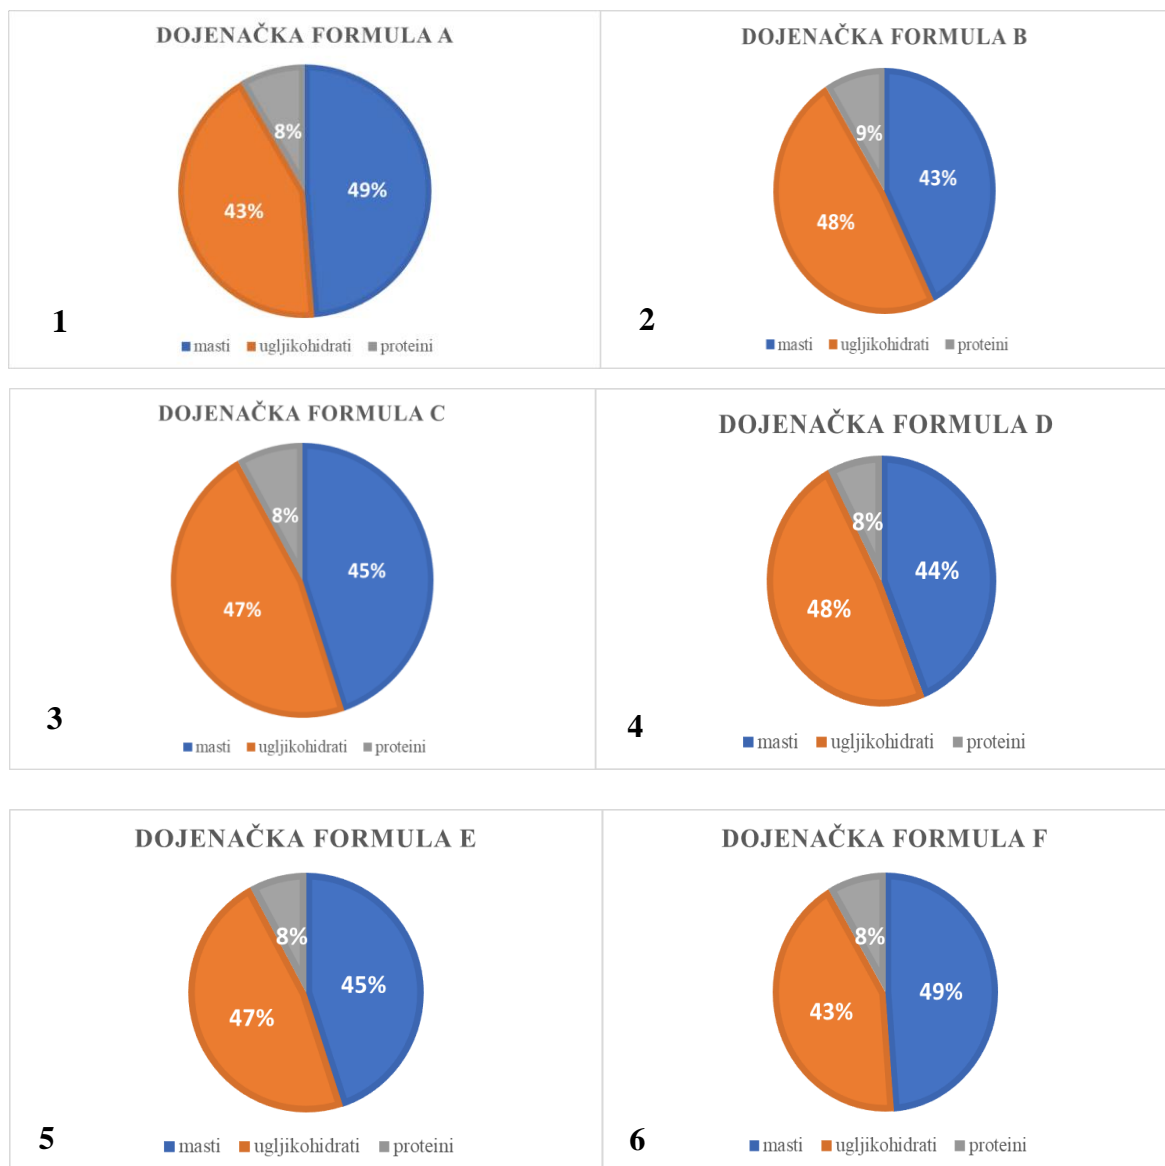 DOJENAČKA FORMULA A
8%
49%
43%
1
masti ugljikohidrati proteini
DOJENAČKA FORMULA B
9%
43%
48%
2
masti ugljikohidrati proteini
DOJENAČKA FORMULA C
8%
45%
47%
3
masti ugljikohidrati proteini
DOJENAČKA FORMULA D
8%
44%
48%
4
masti ugljikohidrati proteini
DOJENAČKA FORMULA E
8%
45%
47%
5
masti ugljikohidrati proteini
DOJENAČKA FORMULA F
8%
49%
43%
6
masti ugljikohidrati proteini